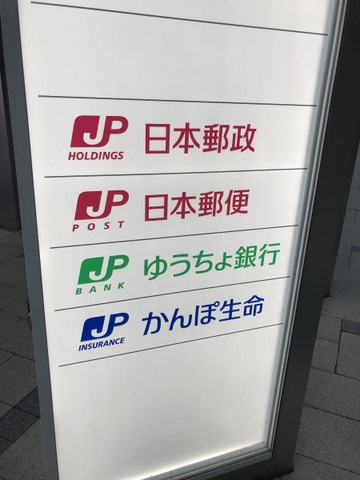 JP 日本郵政
HOLDINGS
JP 日本郵便
POST
JP ゆうちょ銀行
BANK
JP かんぽ生命
INSURANCE